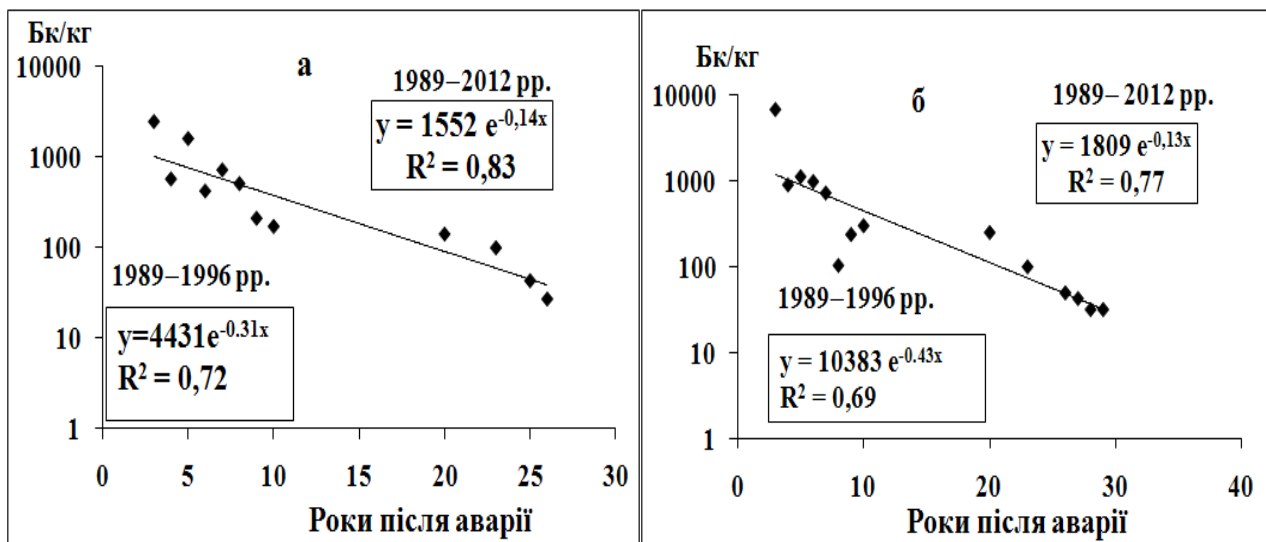 Бк/кг
10000
1000
100
10
1
а
1989–2012 рр.
y = 1552 e-0,14x
R2 = 0,83
1989–1996 рр.
y=4431e-0.31x
R2 = 0,72
0 5 10 15 20 25 30
Роки після аварії
Бк/кг
10000
1000
100
10
1
б
1989– 2012 рр.
y = 1809 e-0,13x
R2 = 0,77
1989–1996 рр.
y = 10383 e-0.43x
R2 = 0,69
0 10 20 30 40
Роки після аварії